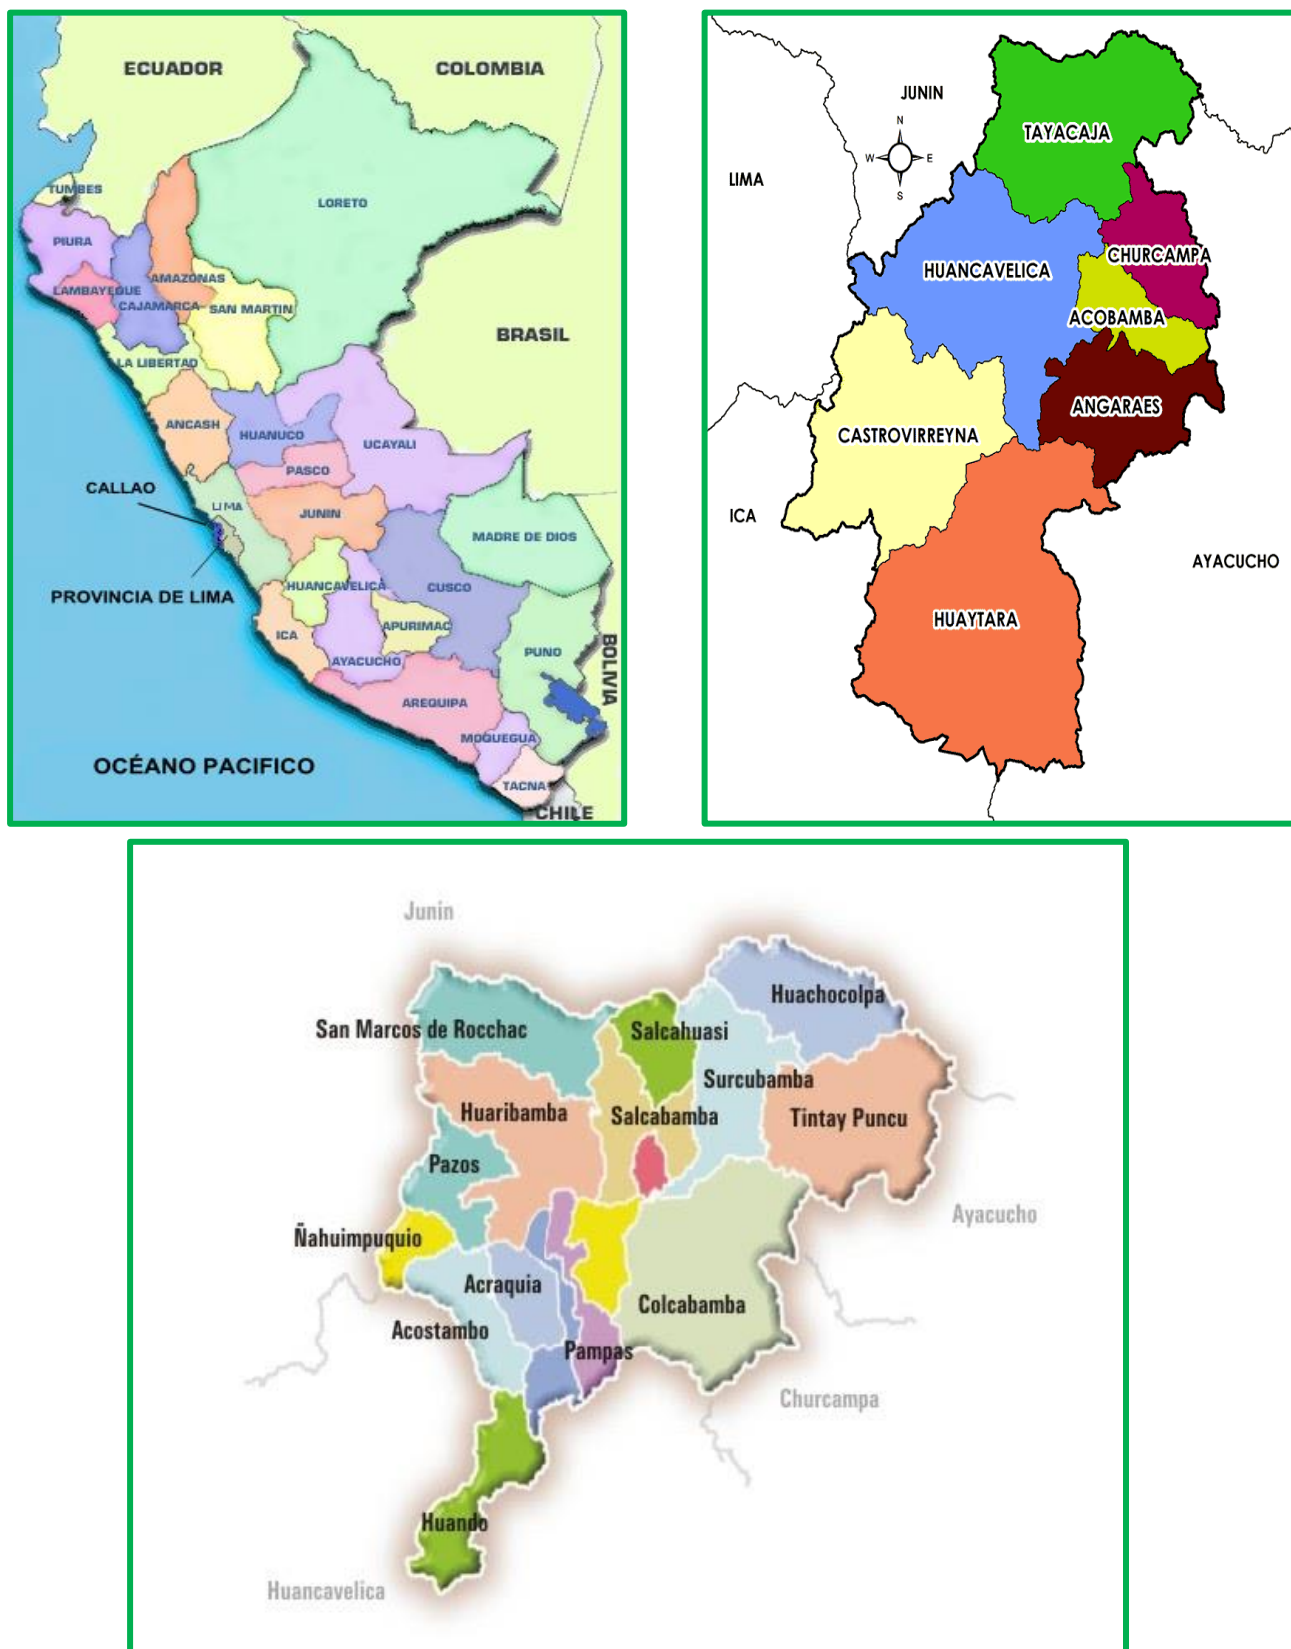 ECUADOR
COLOMBIA
TUMBES
LORETO
PIURA
AMAZONAS
LAMBAYEQUE
CAJAMARCA
SAN MARTIN
BRASIL
LA LIBERTAD
ANCASH
HUANUCO
UCAYALI
PASCO
CALLAO
LIMA
JUNIN
MADRE DE DIOS
HUANCAVELICA
CUSCO
PROVINCIA DE LIMA
APURIMAC
ICA
AYACUCHO
PUNO
BOLIVIA
AREQUIPA
MOQUEGUA
OCÉANO PACIFICO
TACNA
CHILE
JUNIN
N
W
E
S
TAYACAJA
LIMA
CHURCAMPA
HUANCAVELICA
ACOBAMBA
ANGARAES
CASTROVIRREYNA
ICA
AYACUCHO
HUAYTARA
Junin
Huachocolpa
San Marcos de Rocchac
Salcahuasi
Surcubamba
Huaribamba
Salcabamba
Tintay Puncu
Pazos
Ayacucho
Ñahuimpuquio
Acraquia
Colcabamba
Acostambo
Pampas
Churcampa
Huando
Huancavelica